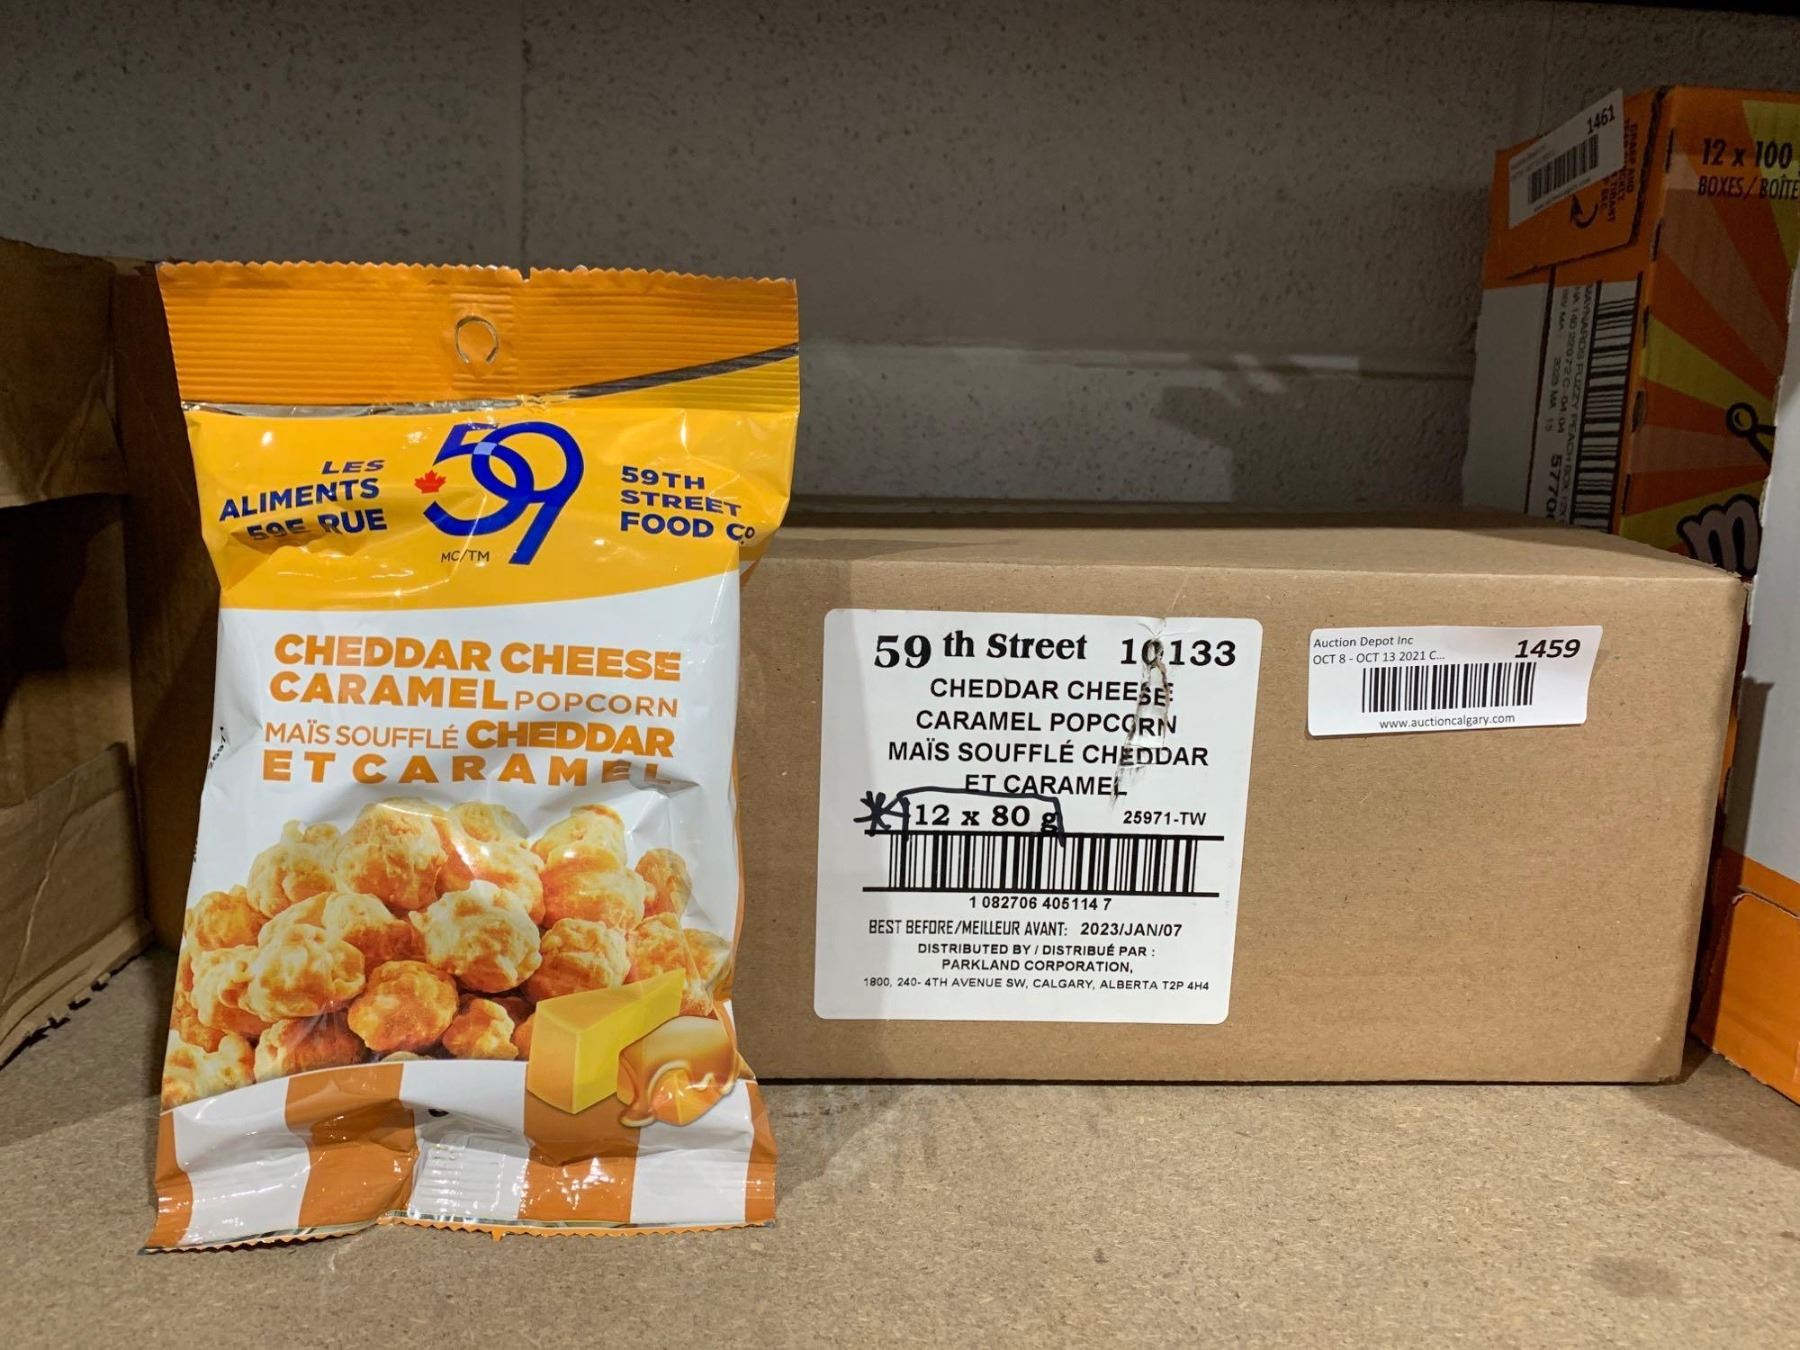 LES
ALIMENTS
59E RUE
59
MC/TM
59TH
STREET
FOOD CO
CHEDDAR CHEESE
CARAMEL POPCORN
MAÏS SOUFFLÉ CHEDDAR
ET CARAMEL
59 th Street 10133
CHEDDAR CHEESE
CARAMEL POPCORN
MAÏS SOUFFLÉ CHEDDAR
ET CARAMEL
12 x 80 g 25971-TW
1 082706 405114 7
BEST BEFORE/MEILLEUR AVANT: 2023/JAN/07
DISTRIBUTED BY / DISTRIBUÉ PAR :
PARKLAND CORPORATION,
1800, 240- 4TH AVENUE SW, CALGARY, ALBERTA T2P 4H4
Auction Depot Inc 1459
OCT 8 - OCT 13 2021 C...
www.auctioncalgary.com
1461
12 x 100
BOXES/BOÎTE
MAYNARDS FUZZY PEACH
5770
m